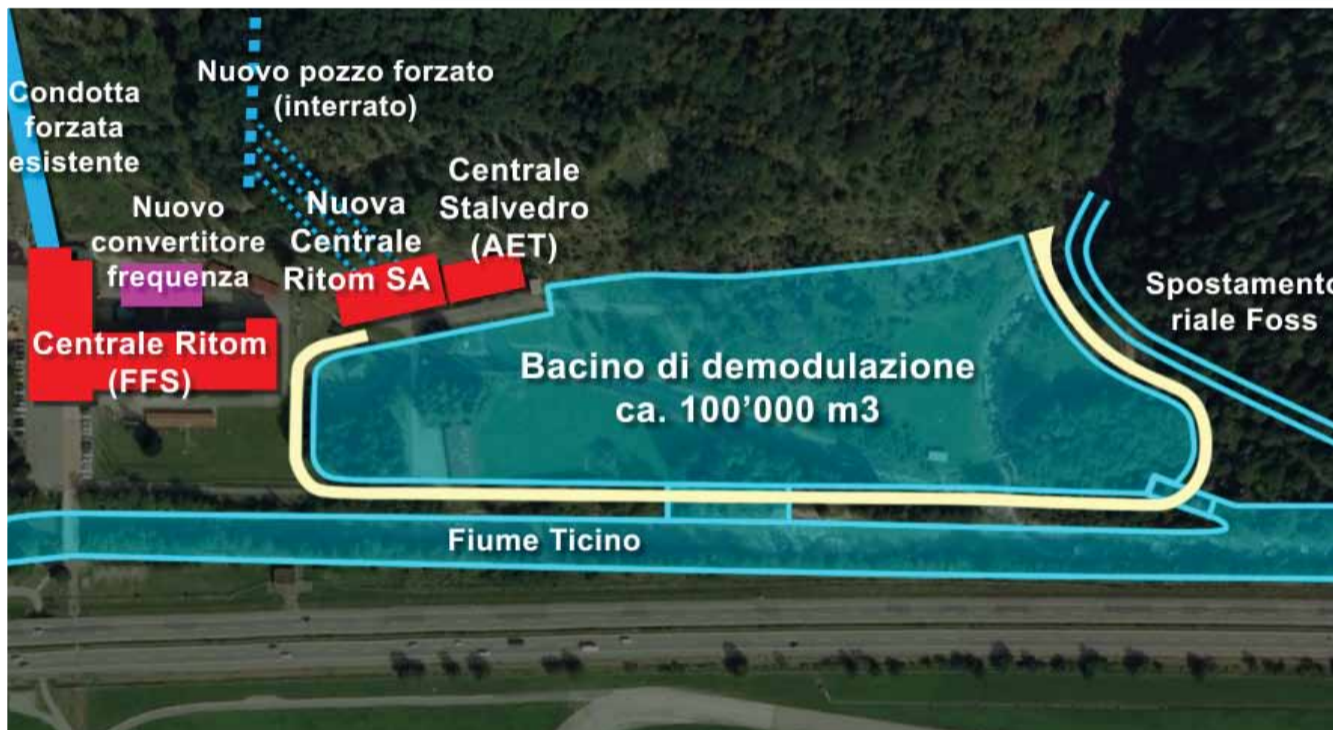 Condotta
forzata
esistente
Nuovo pozzo forzato
(interrato)
Nuovo
convertitore
frequenza
Nuova
Centrale
Ritom SA
Centrale
Stalvedro
(AET)
Centrale Ritom
(FFS)
Bacino di demodulazione
ca. 100’000 m3
Spostamento
riale Foss
Fiume Ticino